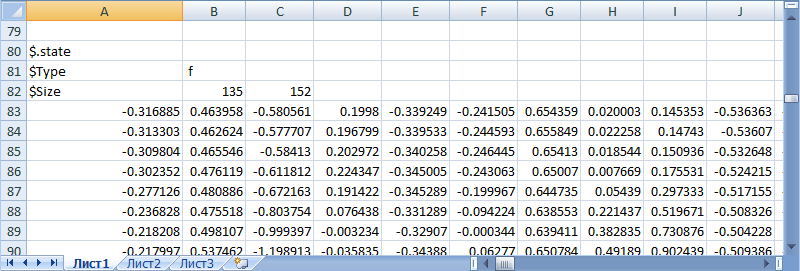 A B C D E F G H I J
79
80 $.state
81 $Type f
82 $Size 135 152
83 -0.316885 0.463958 -0.580561 0.1998 -0.339249 -0.241505 0.654359 0.020003 0.145353 -0.536363
84 -0.313303 0.462624 -0.577707 0.196799 -0.339533 -0.244593 0.655849 0.022258 0.14743 -0.53607
85 -0.309804 0.465546 -0.58413 0.202972 -0.340258 -0.246445 0.65413 0.018544 0.150936 -0.532648
86 -0.302352 0.476119 -0.611812 0.224347 -0.345005 -0.243063 0.65007 0.007669 0.175531 -0.524215
87 -0.277126 0.480886 -0.672163 0.191422 -0.345289 -0.199967 0.644735 0.05439 0.297333 -0.517155
88 -0.236828 0.475518 -0.803754 0.076438 -0.331289 -0.094224 0.638553 0.221437 0.519671 -0.508326
89 -0.218208 0.498107 -0.999397 -0.003234 -0.32907 -0.000344 0.639411 0.382835 0.730876 -0.504228
90 -0.217997 0.537462 -1.198913 -0.035835 -0.34388 0.06277 0.650784 0.49189 0.902439 -0.509386
Лист1 Лист2 Лист3